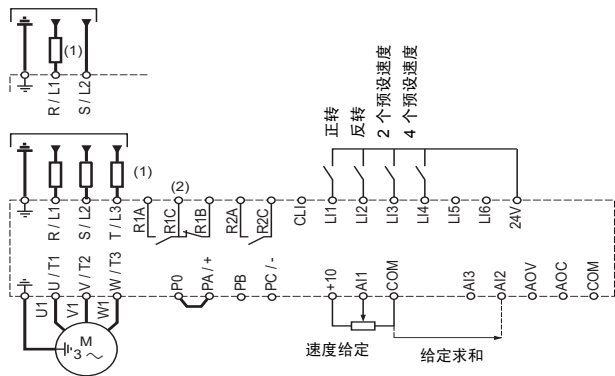 (1)
R / L1
S / L2
正转
反转
2 个预设速度
4 个预设速度
(1)
(2)
R / L1
S / L2
T / L3
R1A
R1C
R1B
R2A
R2C
CLI
LI1
LI2
LI3
LI4
LI5
LI6
24V
U / T1
V / T2
W / T3
P0
PA / +
PB
PC / -
+10
AI1
COM
AI3
AI2
AOV
AOC
COM
U1
V1
W1
M
3 ~
速度给定
给定求和